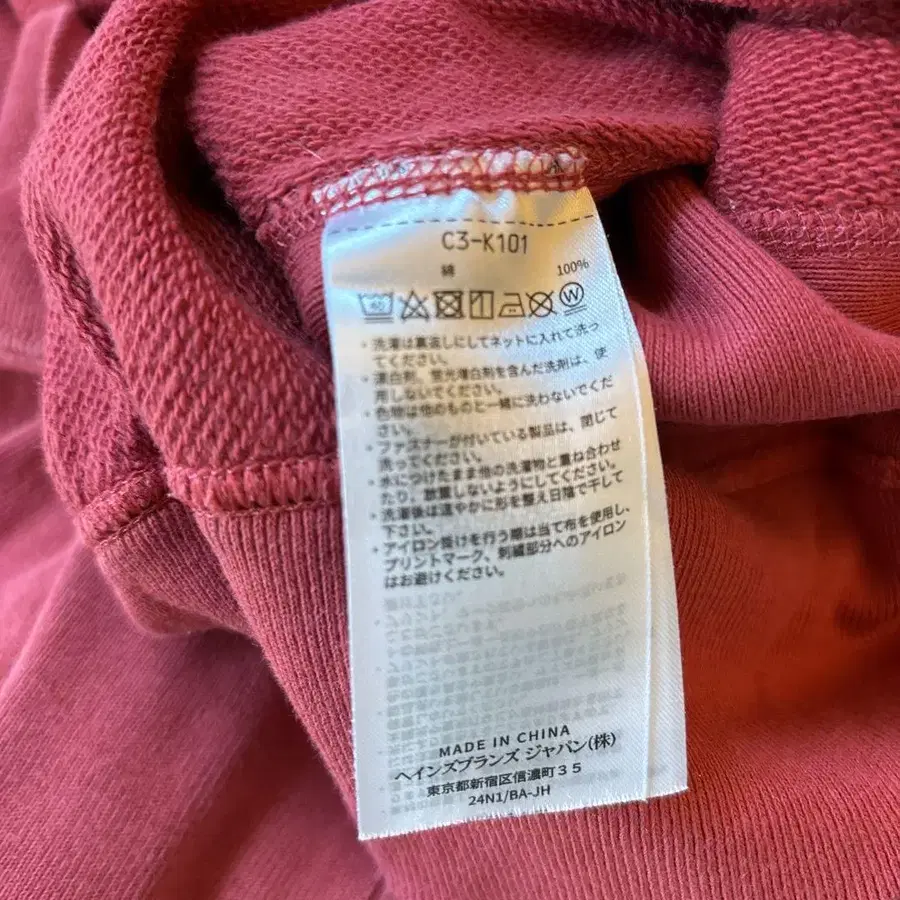 C3-K101
綿 100%
40
W
・洗濯は裏返しにしてネットに入れて洗っ
てください。
・漂白剤、蛍光増白剤を含んだ洗剤は、使
用しないでください。
・色物は他のものと一緒に洗わないでくだ
さい。
・ファスナーが付いている製品は、閉じて
洗ってください。
・水につけたまま他の洗濯物と重ね合わせ
たり、放置しないようにしてください。
・洗濯後は速やかに形を整え日陰で干して
下さい。
・アイロン掛けを行う際は当て布を使用し、
プリントマーク、刺繍部分へのアイロン
はお避けください。
MADE IN CHINA
ヘインズブランズ ジャパン(株)
東京都新宿区信濃町35
24N1/BA-JH